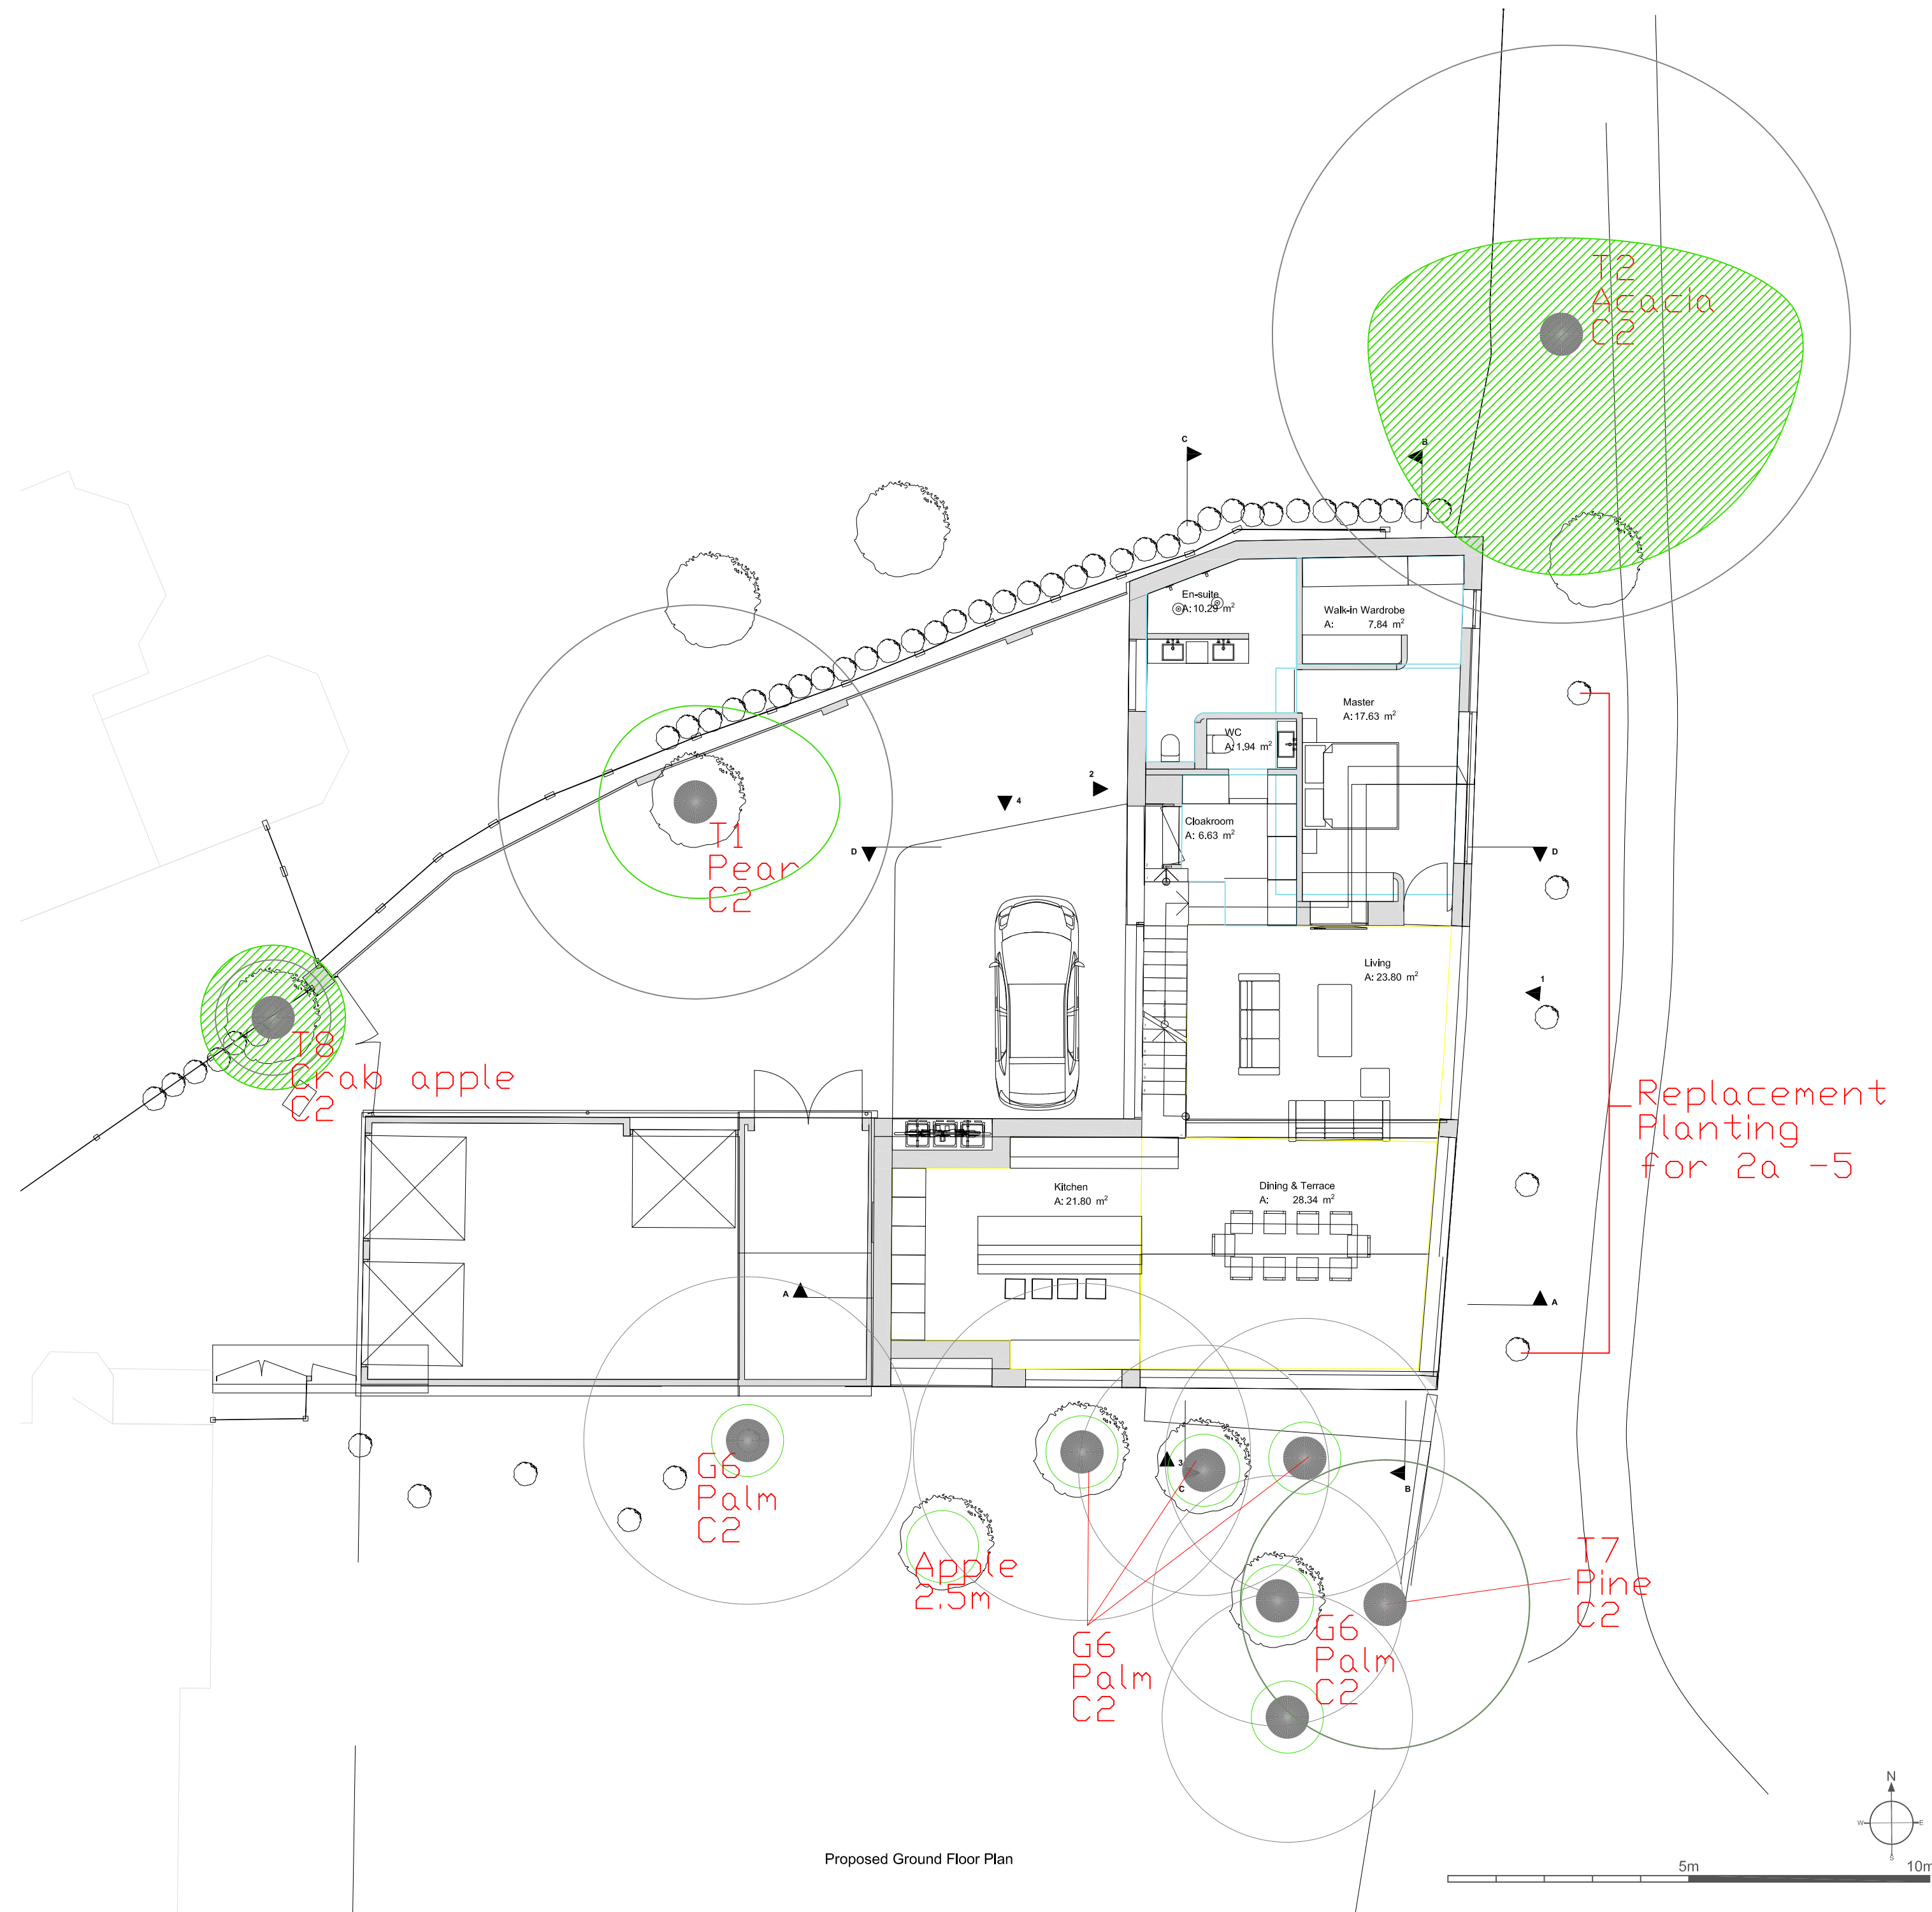 T2
Acacia
C2
C
B
En-suite
A: 10.29 m²
Walk-in Wardrobe
A: 7.84 m²
Master
A: 17.63 m²
WC
A: 1.94 m²
2
4
Cloakroom
A: 6.63 m²
T1
Pear
C2
D
D
Living
A: 23.80 m²
1
T8
Crab apple
C2
Replacement
Planting
for 2a -5
Kitchen
A: 21.80 m²
Dining & Terrace
A: 28.34 m²
A
A
G6
Palm
C2
3
C
B
Apple
2.5m
T7
Pine
C2
G6
Palm
C2
G6
Palm
C2
N
W
E
S
Proposed Ground Floor Plan
5m
10m